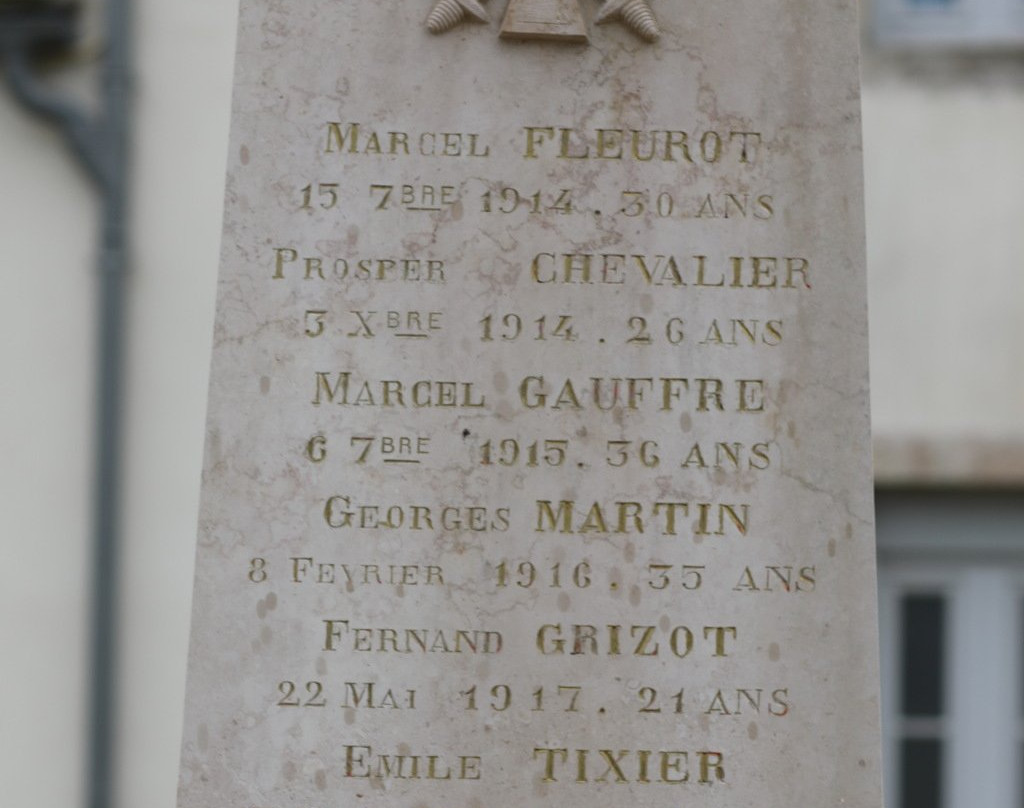 MARCEL FLEUROT
15 7BRE 1914. 30 ANS
PROSPER CHEVALIER
3 XBRE 1914. 26 ANS
MARCEL GAUFFRE
6 7BRE 1915. 36 ANS
GEORGES MARTIN
8 FEVRIER 1916. 35 ANS
FERNAND GRIZOT
22 MAI 1917. 21 ANS
EMILE TIXIER